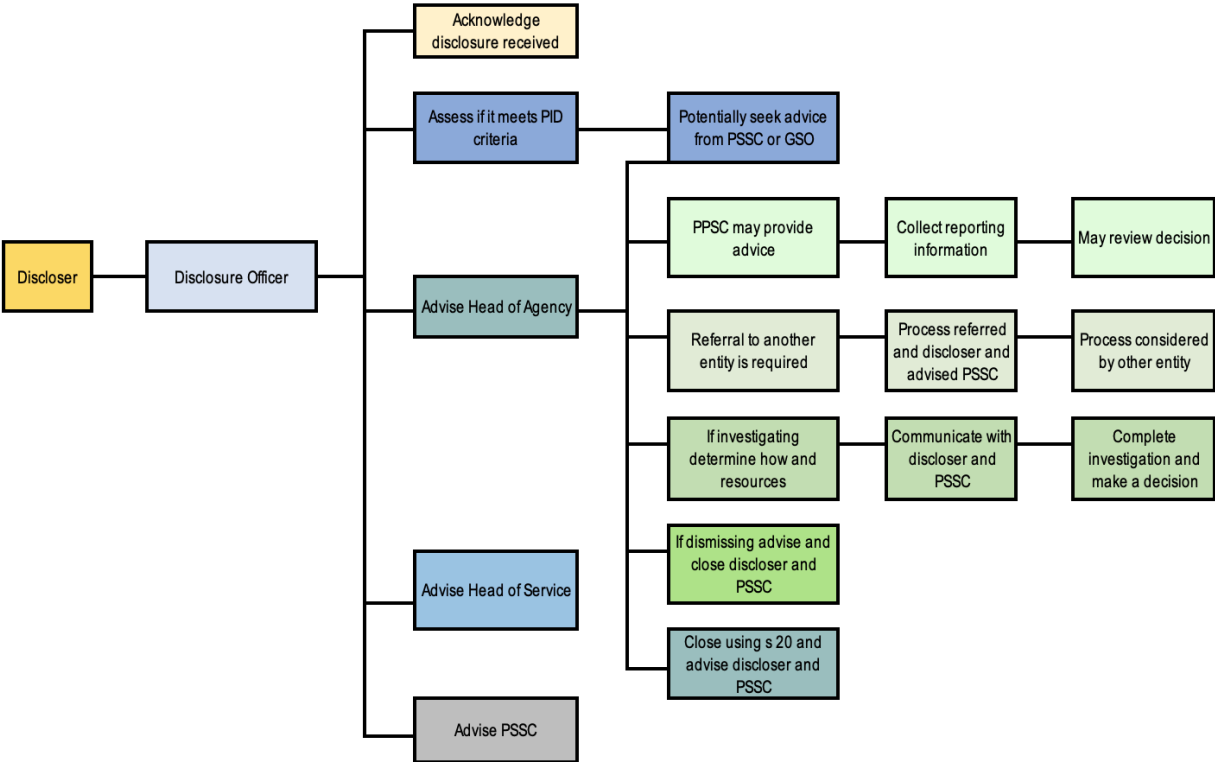 Acknowledge
disclosure received
Assess if it meets PID
criteria
Potentially seek advice
from PSSC or GSO
PPSC may provide
advice
Collect reporting
information
May review decision
Discloser
Disclosure Officer
Advise Head of Agency
Referral to another
entity is required
Process referred
and discloser and
advised PSSC
Process considered
by other entity
If investigating
determine how and
resources
Communicate with
discloser and
PSSC
Complete
investigation and
make a decision
If dismissing advise and
close discloser and
PSSC
Advise Head of Service
Close using s 20 and
advise discloser and
PSSC
Advise PSSC